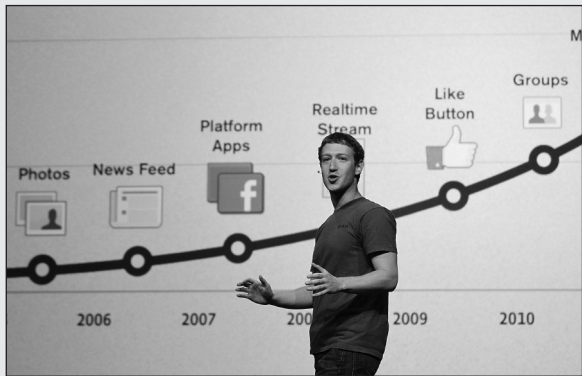 M
Groups
Like
Button
Realtime
Stream
Platform
Apps
News Feed
Photos
f
2006
2007
2009
2010